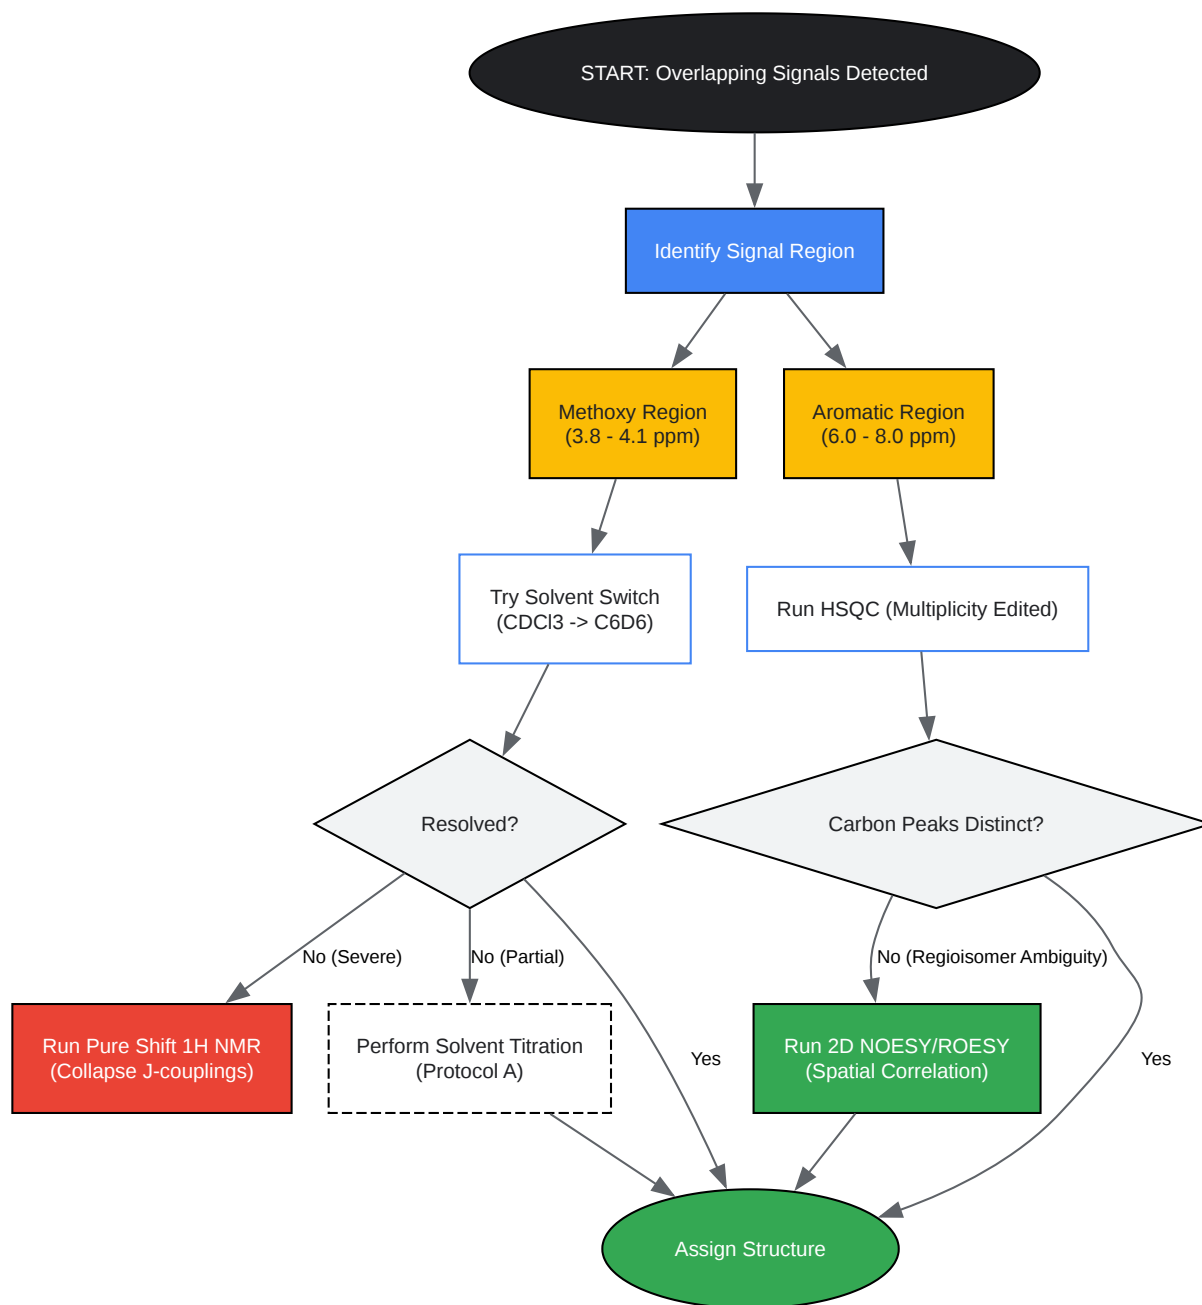 START: Overlapping Signals Detected
Identify Signal Region
Methoxy Region
(3.8 - 4.1 ppm)
Aromatic Region
(6.0 - 8.0 ppm)
Try Solvent Switch
(CDCl3 -> C6D6)
Run HSQC (Multiplicity Edited)
Resolved?
Carbon Peaks Distinct?
No (Severe)
No (Partial)
No (Regioisomer Ambiguity)
Run Pure Shift 1H NMR
(Collapse J-couplings)
Perform Solvent Titration
(Protocol A)
Yes
Run 2D NOESY/ROESY
(Spatial Correlation)
Yes
Assign Structure